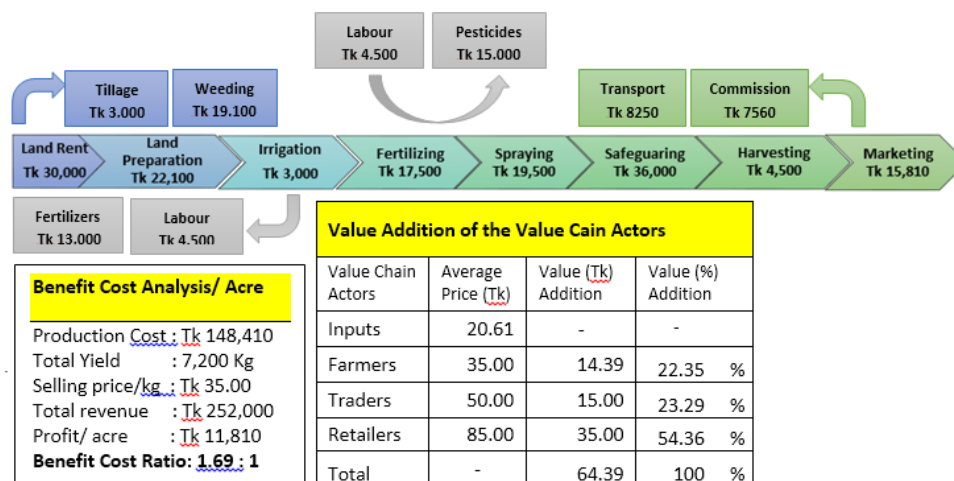 Labour
Tk 4.500
Pesticides
Tk 15.000
Tillage
Tk 3.000
Weeding
Tk 19.100
Transport
Tk 8250
Commission
Tk 7560
Land Rent
Tk 30,000
Land
Preparation
Tk 22,100
Irrigation
Tk 3,000
Fertilizing
Tk 17,500
Spraying
Tk 19,500
Safeguaring
Tk 36,000
Harvesting
Tk 4,500
Marketing
Tk 15,810
Fertilizers
Tk 13.000
Labour
Tk 4.500
Benefit Cost Analysis/ Acre
Production Cost : Tk 148,410
Total Yield : 7,200 Kg
Selling price/kg : Tk 35.00
Total revenue : Tk 252,000
Profit/ acre : Tk 11,810
Benefit Cost Ratio: 1.69 : 1
Value Addition of the Value Cain Actors
Value Chain Average Value (Tk) Value (%)
Actors Price (Tk) Addition Addition
Inputs 20.61 - -
Farmers 35.00 14.39 22.35 %
Traders 50.00 15.00 23.29 %
Retailers 85.00 35.00 54.36 %
Total - 64.39 100 %